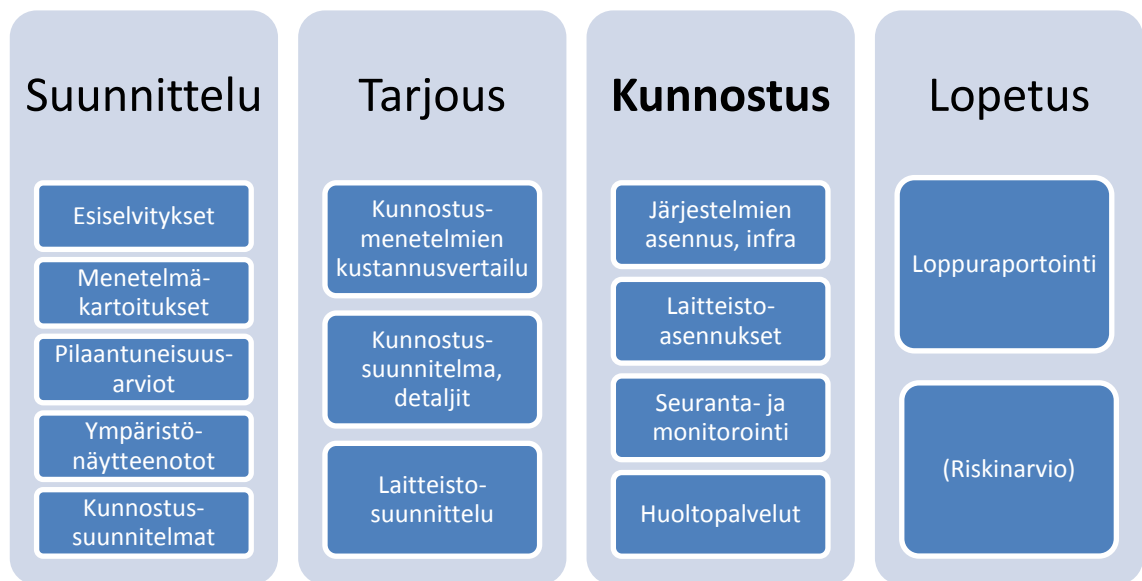 Suunnittelu
Esiselvitykset
Menetelmä-
kartoitukset
Pilaantuneisuus-
arviot
Ympäristö-
näytteenotot
Kunnostus-
suunnitelmat
Tarjous
Kunnostus-
menetelmien
kustannusvertailu
Kunnostus-
suunnitelma,
detaljit
Laitteisto-
suunnittelu
Kunnostus
Järjestelmien
asennus, infra
Laitteisto-
asennukset
Seuranta- ja
monitorointi
Huoltopalvelut
Lopetus
Loppuraportointi
(Riskinarvio)